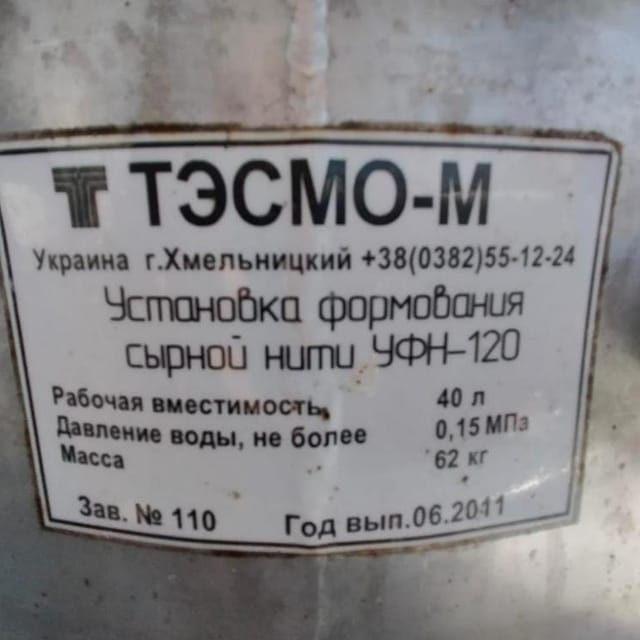 ТЭСМО-М
Украина г.Хмельницкий +38(0382)55-12-24
Установка формования
сырной нити УФН-120
Рабочая вместимость, 40 л
Давление воды, не более 0,15 МПа
Масса 62 кг
Зав. № 110 Год вып.06.2011